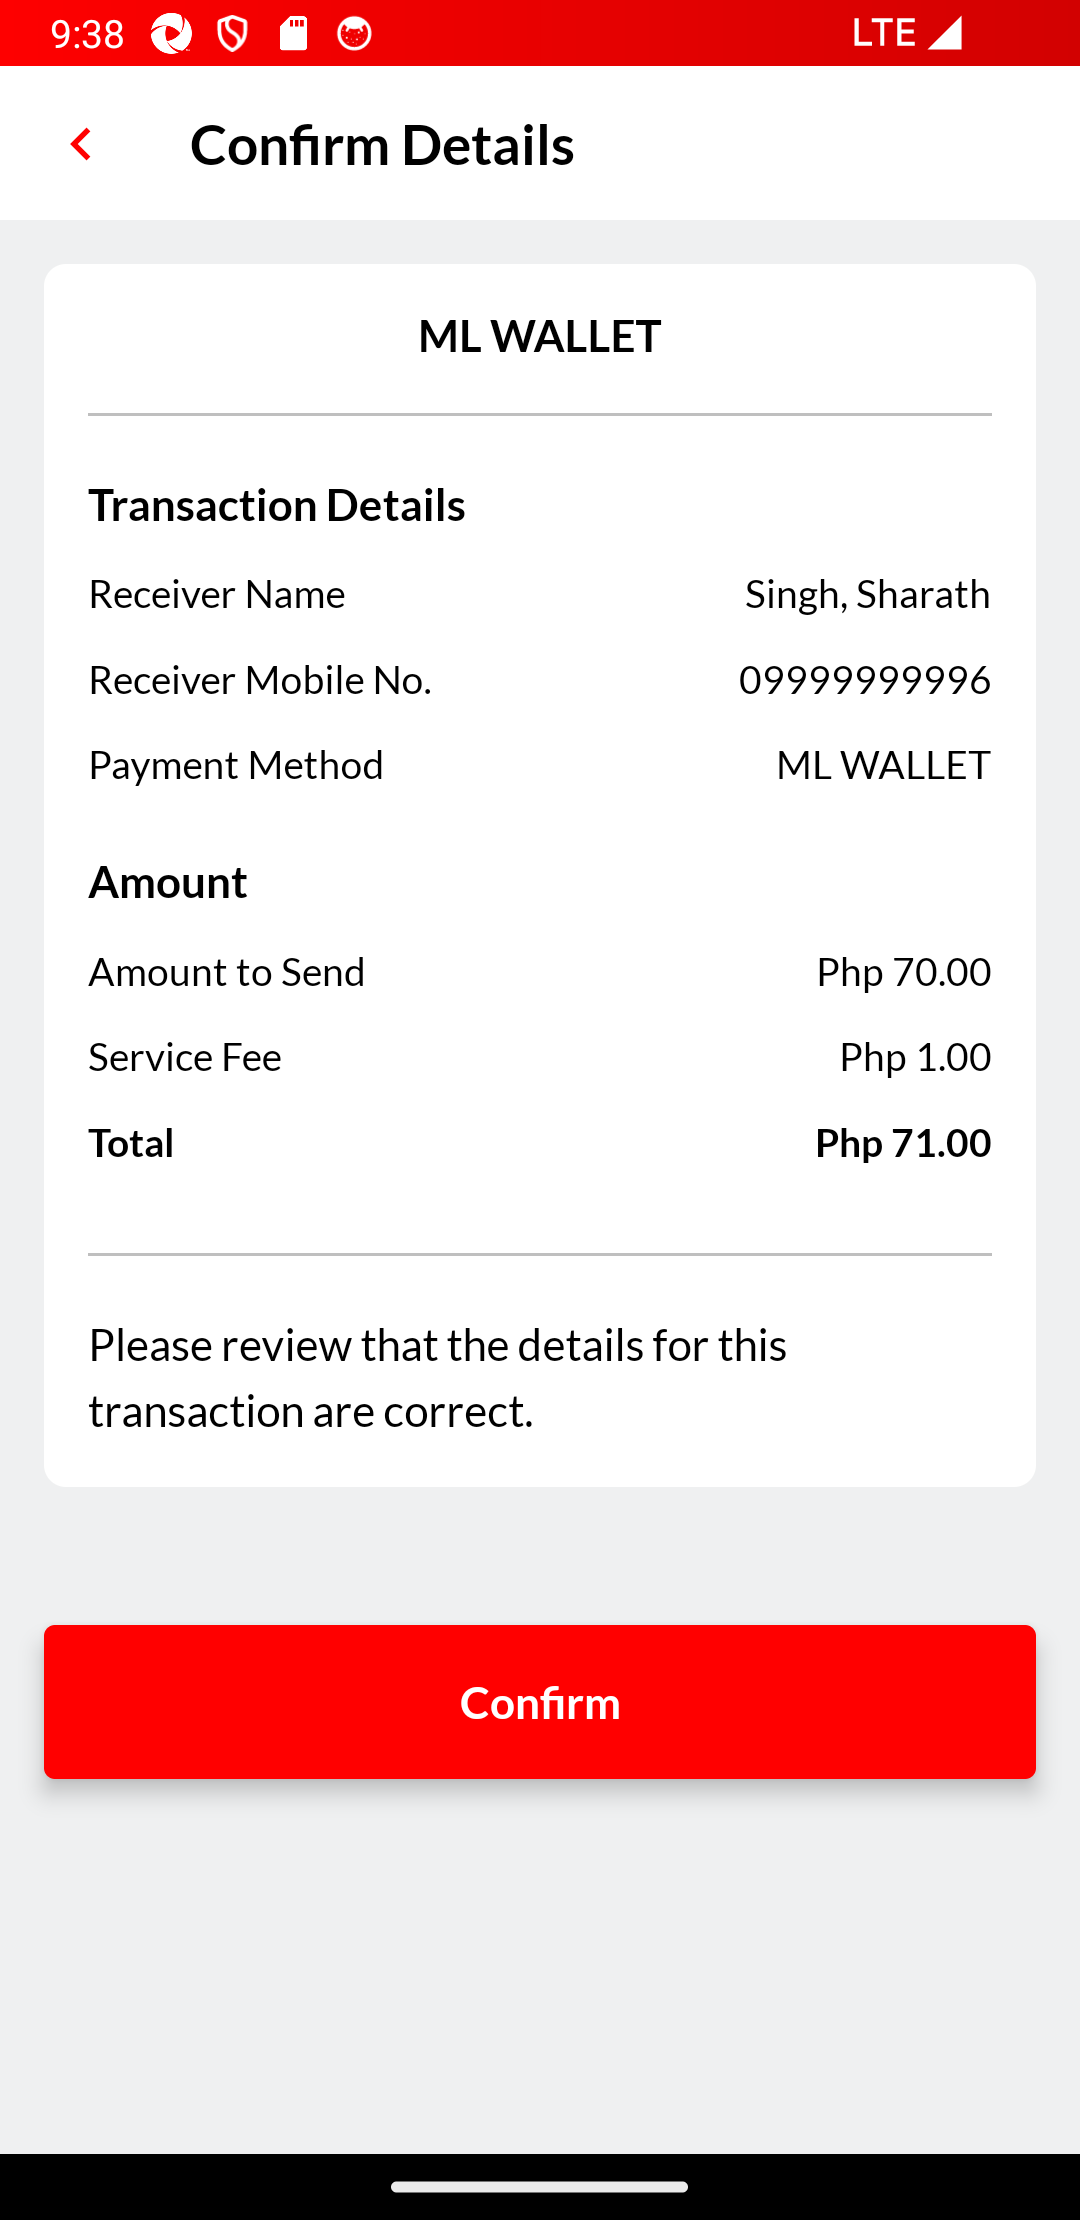 9:38
LTE
Confirm Details
ML WALLET
Transaction Details
Receiver Name Singh, Sharath
Receiver Mobile No. 09999999996
Payment Method ML WALLET
Amount
Amount to Send Php 70.00
Service Fee Php 1.00
Total Php 71.00
Please review that the details for this
transaction are correct.
Confirm